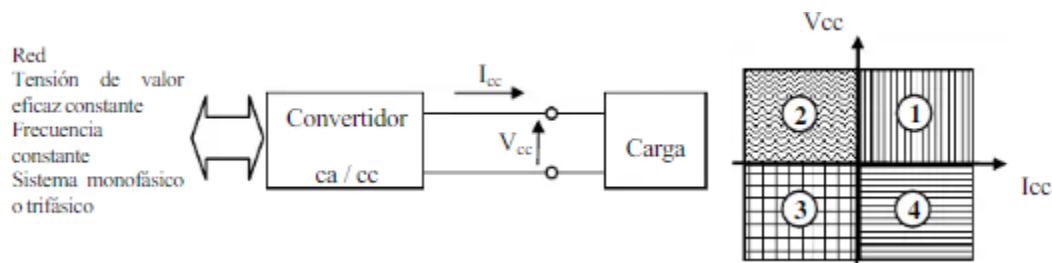 Red
Tensión de valor
eficaz constante
Frecuencia
constante
Sistema monofásico
o trifásico
Convertidor
ca / cc
Icc
Vcc
Carga
Vcc
2
1
3
4
Icc